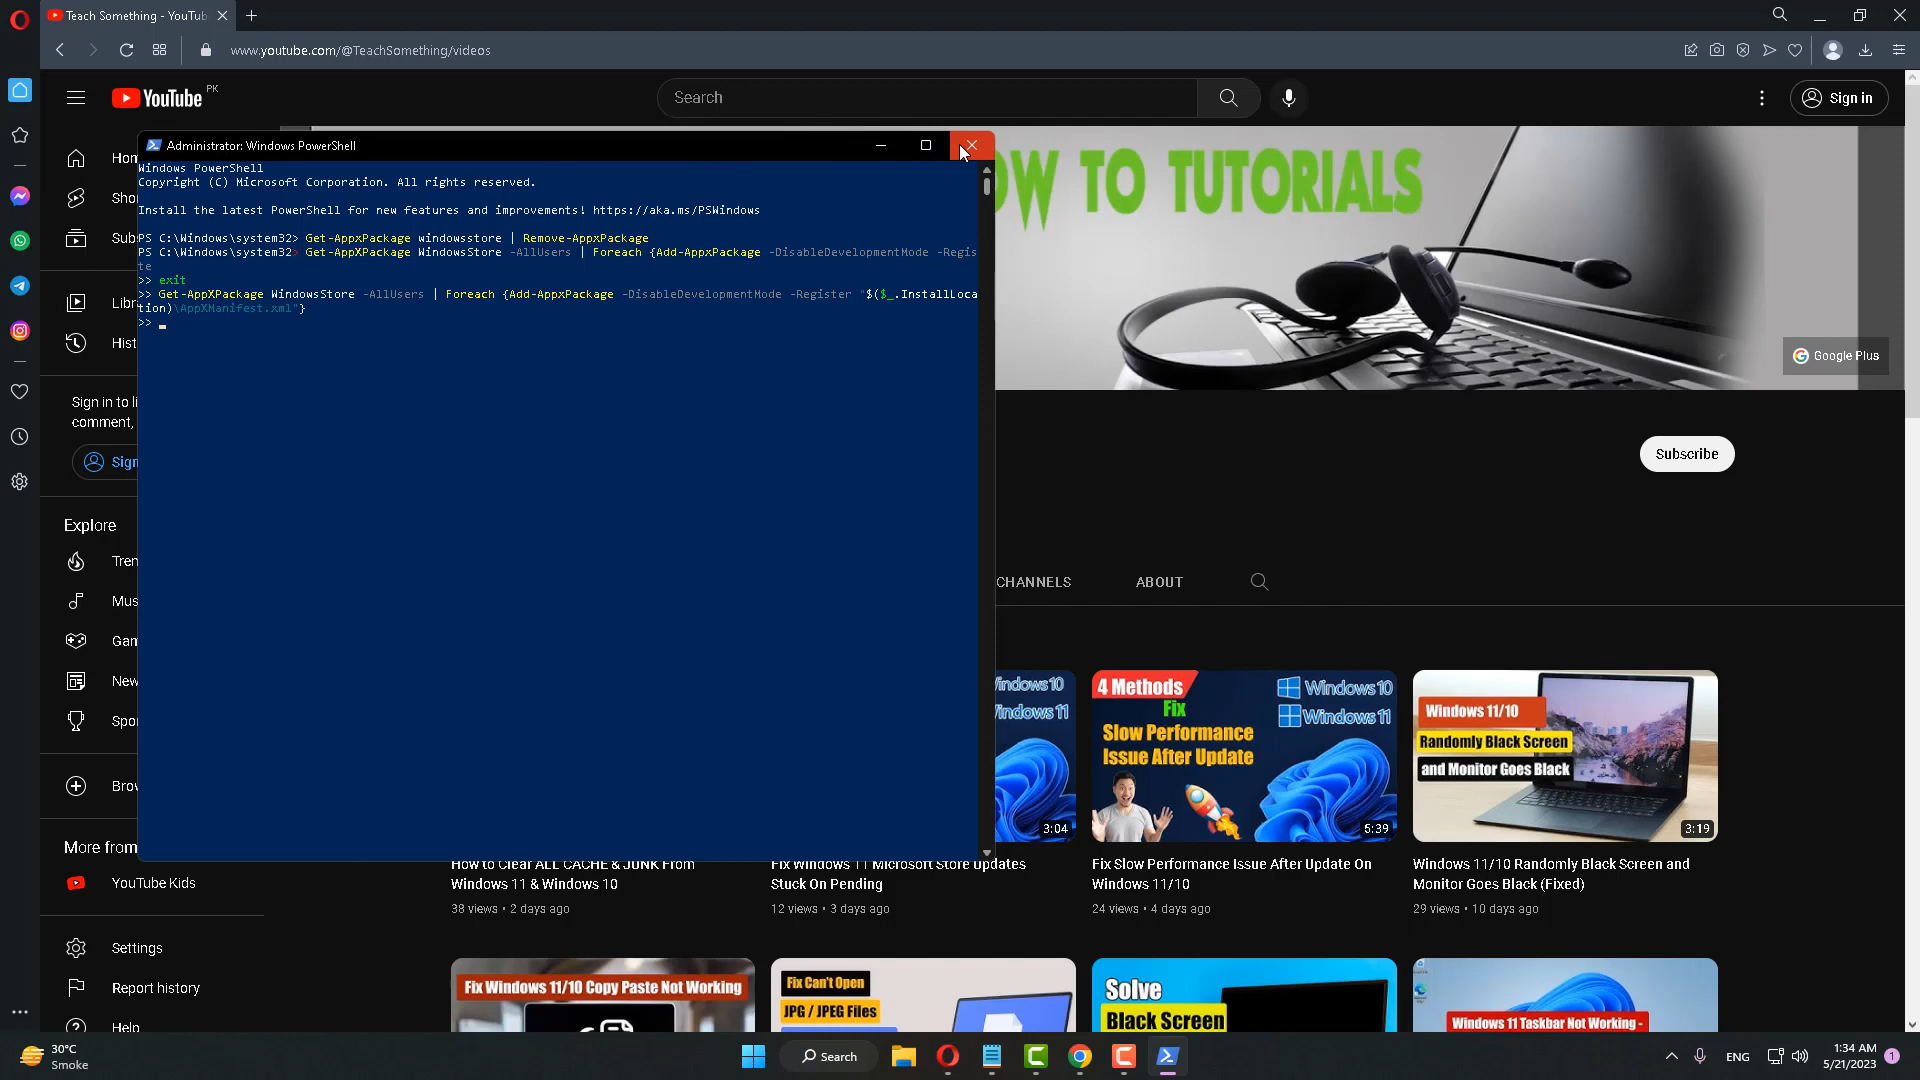 Teach Something - YouTub
www.youtube.com/@TeachSomething/videos
YouTube PK
Search
Sign in
Hom
Sho
Sub
Libr
Hist
Sign in to li
comment,
Sign
Explore
Tren
Mus
Gam
New
Spor
Brow
More from
YouTube Kids
Settings
Report history
Help
Administrator: Windows PowerShell
Windows PowerShell
Copyright (C) Microsoft Corporation. All rights reserved.
Install the latest PowerShell for new features and improvements! https://aka.ms/PSWindows
PS C:\Windows\system32> Get-AppxPackage windowsstore | Remove-AppxPackage
PS C:\Windows\system32> Get-AppXPackage WindowsStore -AllUsers | Foreach {Add-AppxPackage -DisableDevelopmentMode -Regis
te
>> exit
>> Get-AppXPackage WindowsStore -AllUsers | Foreach {Add-AppxPackage -DisableDevelopmentMode -Register "$($_.InstallLoca
tion)\AppXManifest.xml"}
>>
OW TO TUTORIALS
Google Plus
Subscribe
CHANNELS
ABOUT
Windows10
Windows11
3:04
4 Methods
Fix
Slow Performance
Issue After Update
Windows10
Windows11
5:39
Windows 11/10
Randomly Black Screen
and Monitor Goes Black
3:19
How to Clear ALL CACHE & JUNK From
Windows 11 & Windows 10
38 views • 2 days ago
Fix Windows 11 Microsoft Store Updates
Stuck On Pending
12 views • 3 days ago
Fix Slow Performance Issue After Update On
Windows 11/10
24 views • 4 days ago
Windows 11/10 Randomly Black Screen and
Monitor Goes Black (Fixed)
29 views • 10 days ago
Fix Windows 11/10 Copy Paste Not Working
Fix Can't Open
JPG / JPEG Files
Solve
Black Screen
Windows 11 Taskbar Not Working -
30°C
Smoke
Search
ENG
1:34 AM
5/21/2023
1